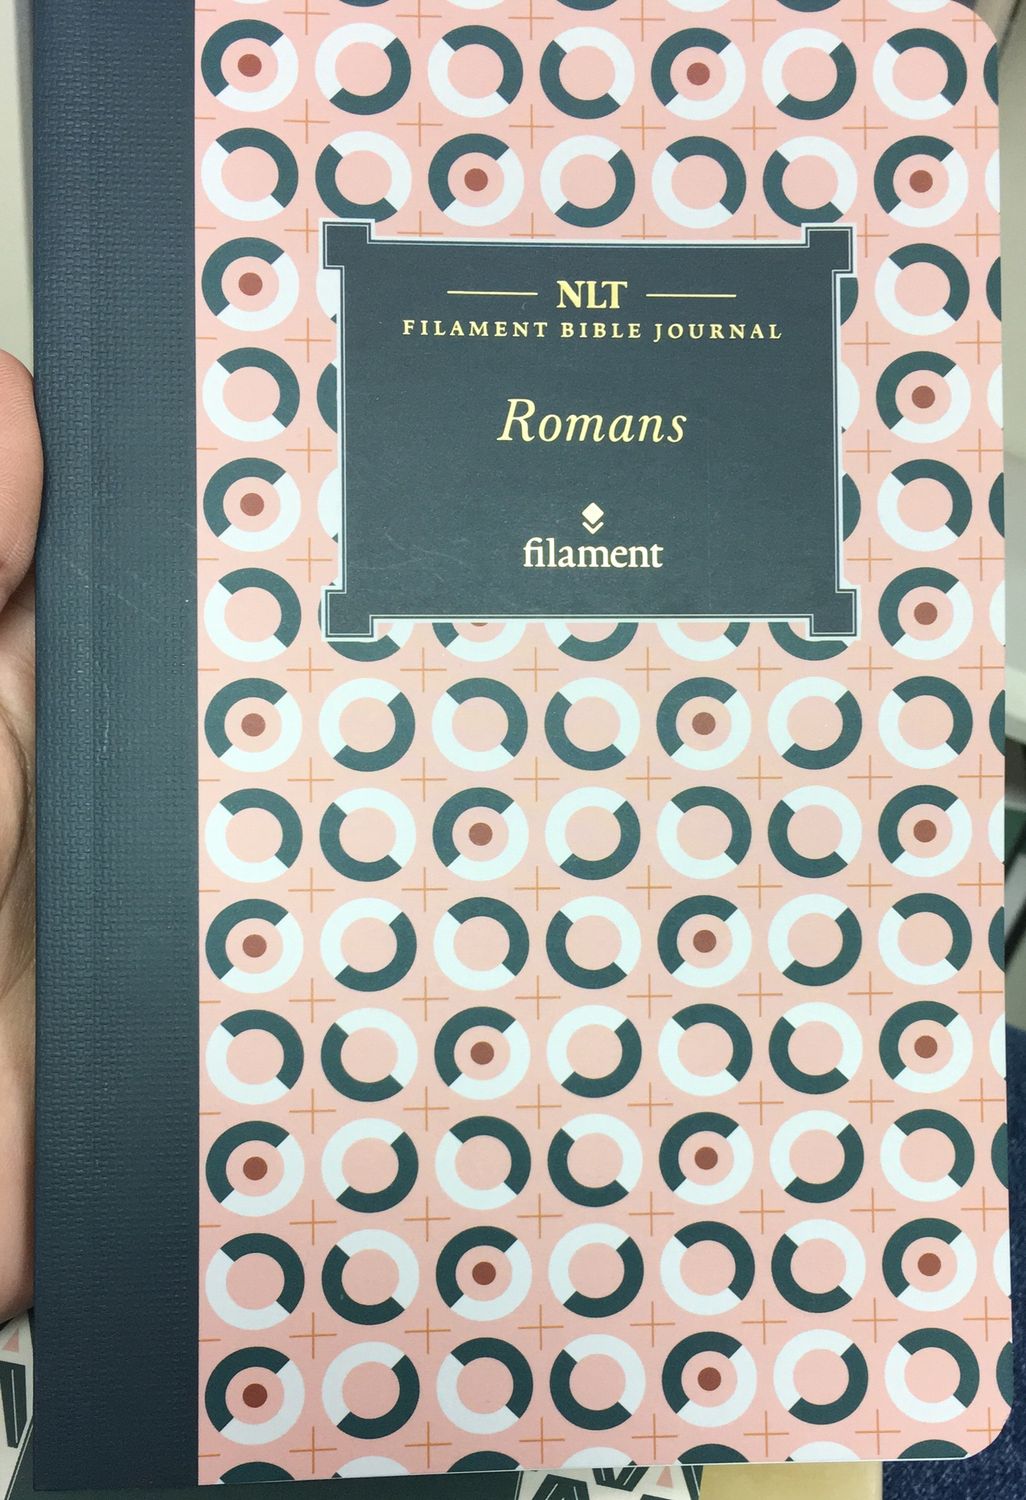 NLT
FILAMENT BIBLE JOURNAL
Romans
filament